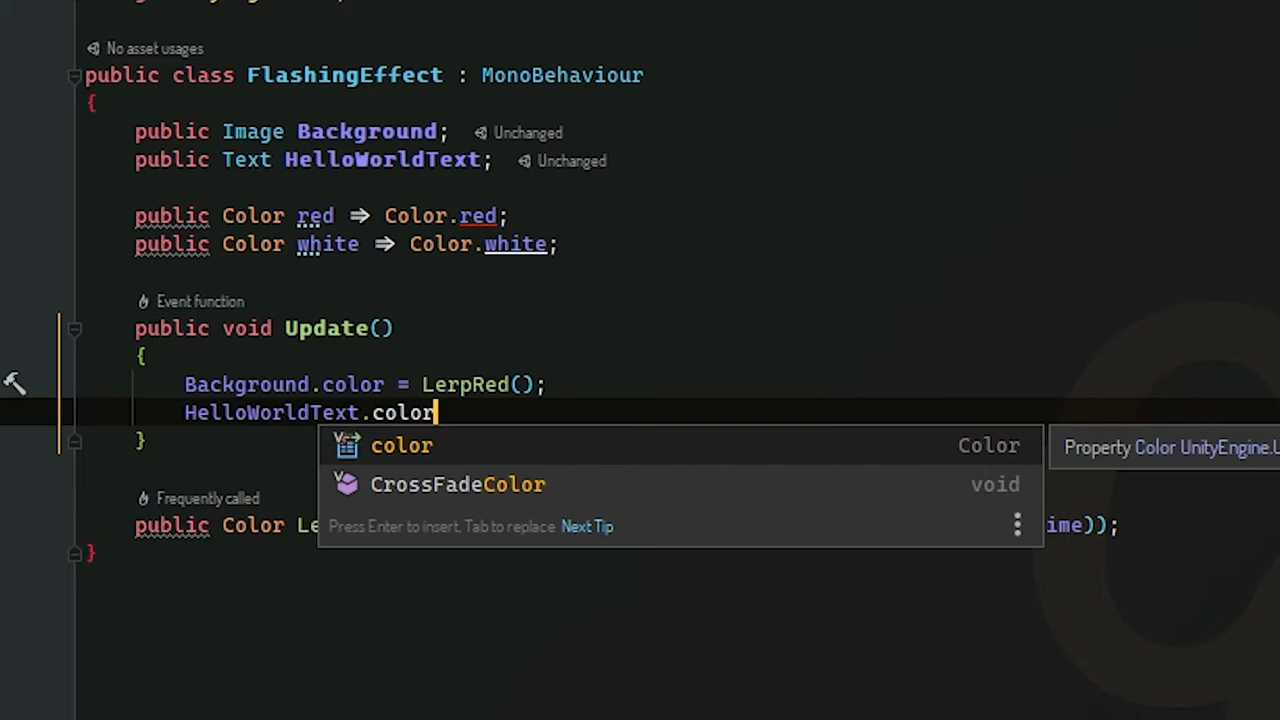 No asset usages
public class FlashingEffect : MonoBehaviour
{
public Image Background; Unchanged
public Text HelloWorldText; Unchanged
public Color red => Color.red;
public Color white => Color.white;
Event function
public void Update()
{
Background.color = LerpRed();
HelloWorldText.color
}
color Color
Property Color UnityEngine.U
CrossFadeColor void
Press Enter to insert, Tab to replace Next Tip
Frequently called
public Color Le ime));
}